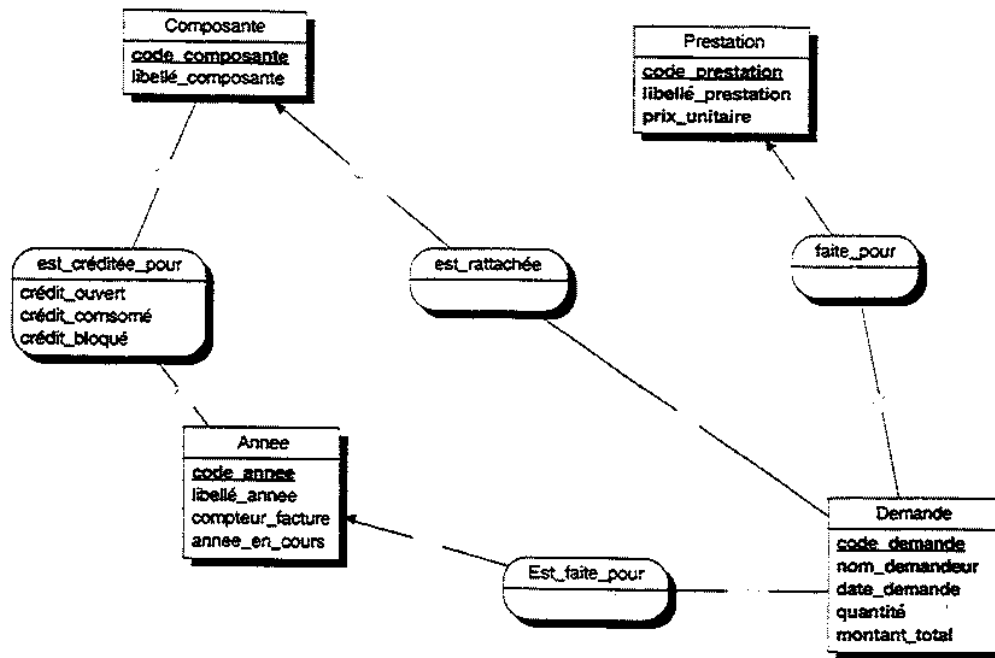 Composante
code_composante
libellé_composante
Prestation
code_prestation
libellé_prestation
prix_unitaire
est_créditée_pour
crédit_ouvert
crédit_comsomé
crédit_bloqué
est_rattachée
faite_pour
Annee
code_annee
libellé_annee
compteur_facture
annee_en_cours
Est_faite_pour
Demande
code_demande
nom_demandeur
date_demande
quantité
montant_total